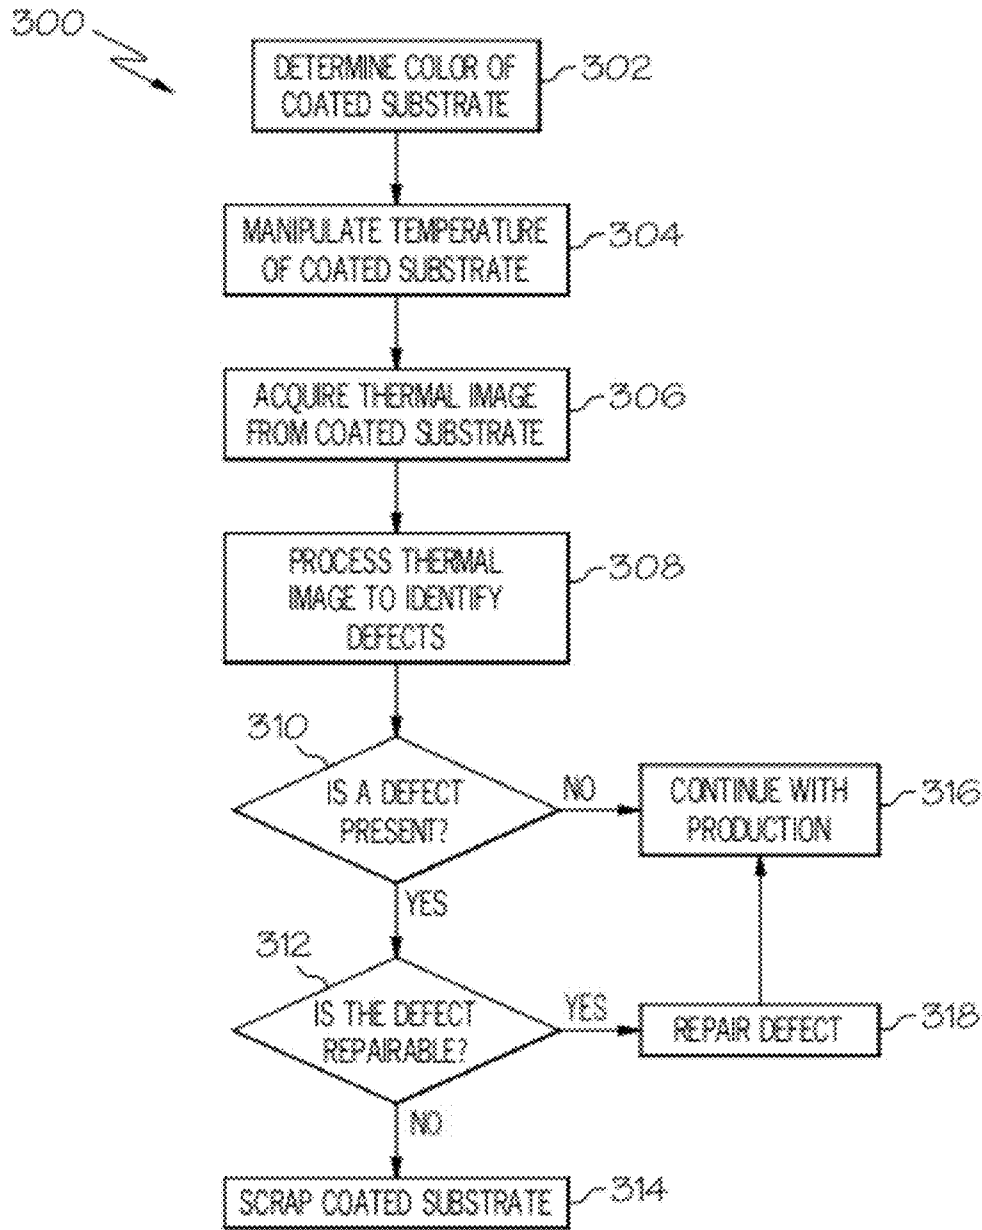 300
DETERMINE COLOR OF
COATED SUBSTRATE
302
MANIPULATE TEMPERATURE
OF COATED SUBSTRATE
304
ACQUIRE THERMAL IMAGE
FROM COATED SUBSTRATE
306
PROCESS THERMAL
IMAGE TO IDENTIFY
DEFECTS
308
310
IS A DEFECT
PRESENT?
NO
CONTINUE WITH
PRODUCTION
316
YES
312
IS THE DEFECT
REPAIRABLE?
YES
REPAIR DEFECT
318
NO
SCRAP COATED SUBSTRATE
314